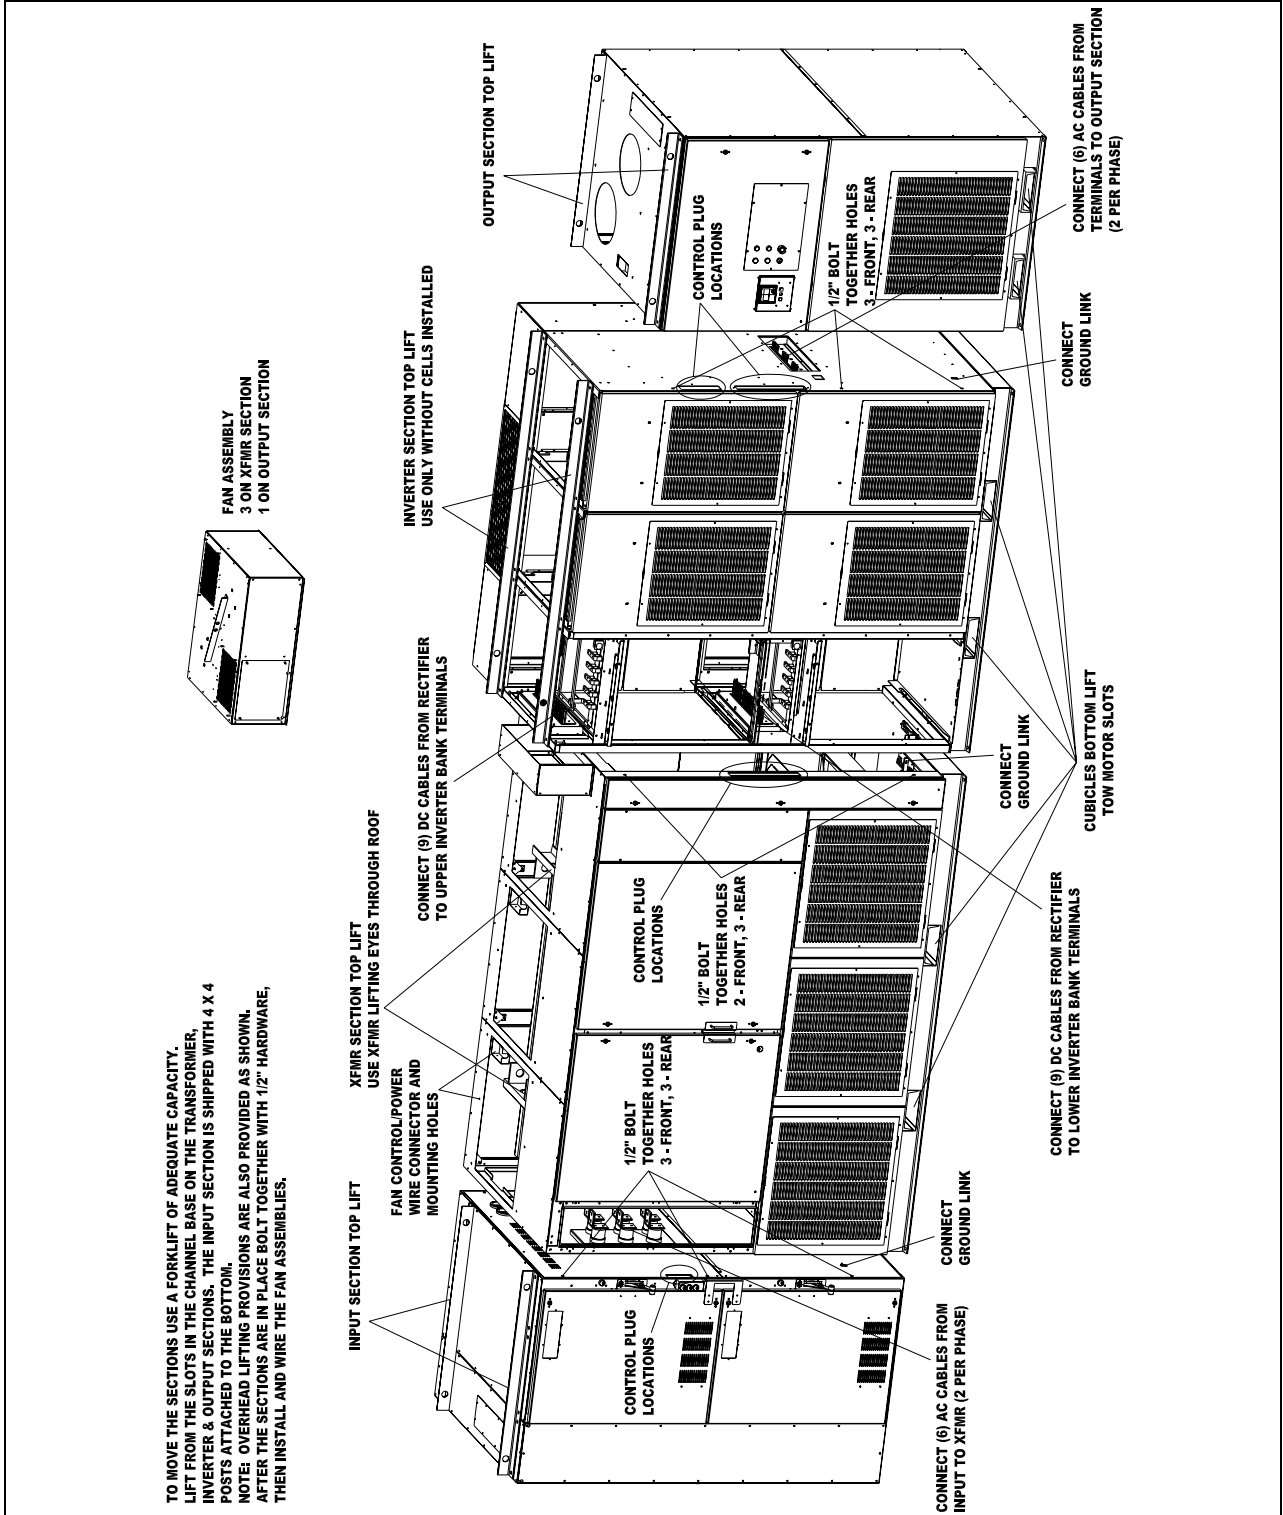 TO MOVE THE SECTIONS USE A FORKLIFT OF ADEQUATE CAPACITY.
LIFT FROM THE SLOTS IN THE CHANNEL BASE ON THE TRANSFORMER,
INVERTER & OUTPUT SECTIONS. THE INPUT SECTION IS SHIPPED WITH 4 X 4
POSTS ATTACHED TO THE BOTTOM.
NOTE: OVERHEAD LIFTING PROVISIONS ARE ALSO PROVIDED AS SHOWN.
AFTER THE SECTIONS ARE IN PLACE BOLT TOGETHER WITH 1/2" HARDWARE,
THEN INSTALL AND WIRE THE FAN ASSEMBLIES.
FAN ASSEMBLY
3 ON XFMR SECTION
1 ON OUTPUT SECTION
INPUT SECTION TOP LIFT
XFMR SECTION TOP LIFT
USE XFMR LIFTING EYES THROUGH ROOF
FAN CONTROL/POWER
WIRE CONNECTOR AND
MOUNTING HOLES
CONNECT (9) DC CABLES FROM RECTIFIER
TO UPPER INVERTER BANK TERMINALS
INVERTER SECTION TOP LIFT
USE ONLY WITHOUT CELLS INSTALLED
OUTPUT SECTION TOP LIFT
CONTROL PLUG
LOCATIONS
1/2" BOLT
TOGETHER HOLES
3 - FRONT, 3 - REAR
CONTROL PLUG
LOCATIONS
1/2" BOLT
TOGETHER HOLES
2 - FRONT, 3 - REAR
CONTROL PLUG
LOCATIONS
1/2" BOLT
TOGETHER HOLES
3 - FRONT, 3 - REAR
CONNECT (6) AC CABLES FROM
INPUT TO XFMR (2 PER PHASE)
CONNECT
GROUND LINK
CONNECT (9) DC CABLES FROM RECTIFIER
TO LOWER INVERTER BANK TERMINALS
CONNECT
GROUND LINK
CUBICLES BOTTOM LIFT
TOW MOTOR SLOTS
CONNECT
GROUND LINK
CONNECT (6) AC CABLES FROM
TERMINALS TO OUTPUT SECTION
(2 PER PHASE)